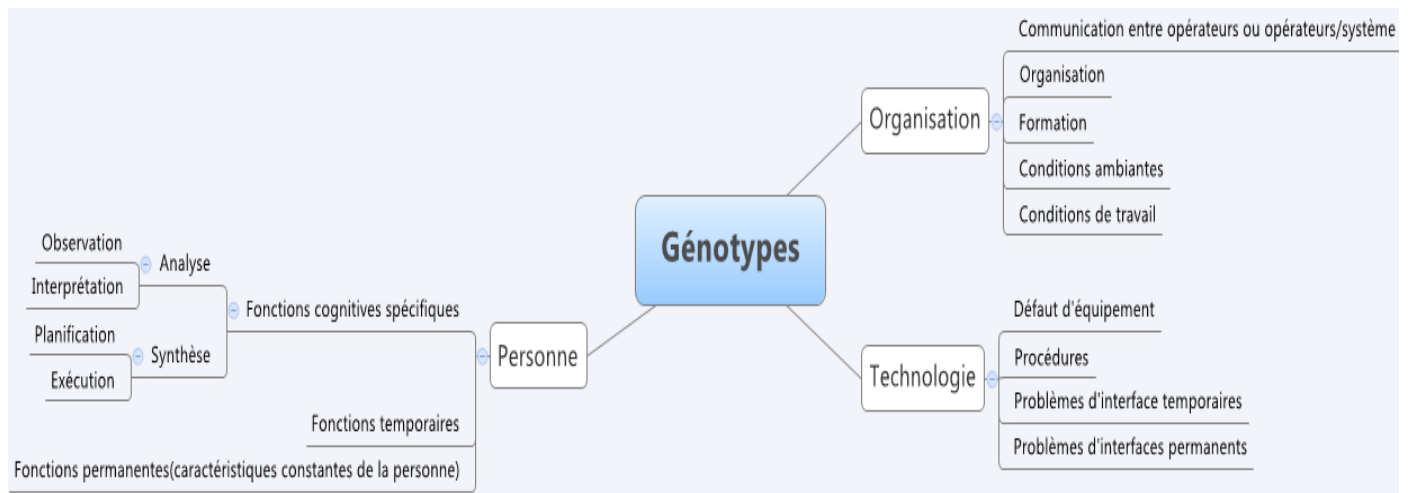 Génotypes
Organisation
Communication entre opérateurs ou opérateurs/système
Organisation
Formation
Conditions ambiantes
Conditions de travail
Technologie
Défaut d'équipement
Procédures
Problèmes d'interface temporaires
Problèmes d'interfaces permanents
Personne
Fonctions cognitives spécifiques
Analyse
Observation
Interprétation
Synthèse
Planification
Exécution
Fonctions temporaires
Fonctions permanentes(caractéristiques constantes de la personne)